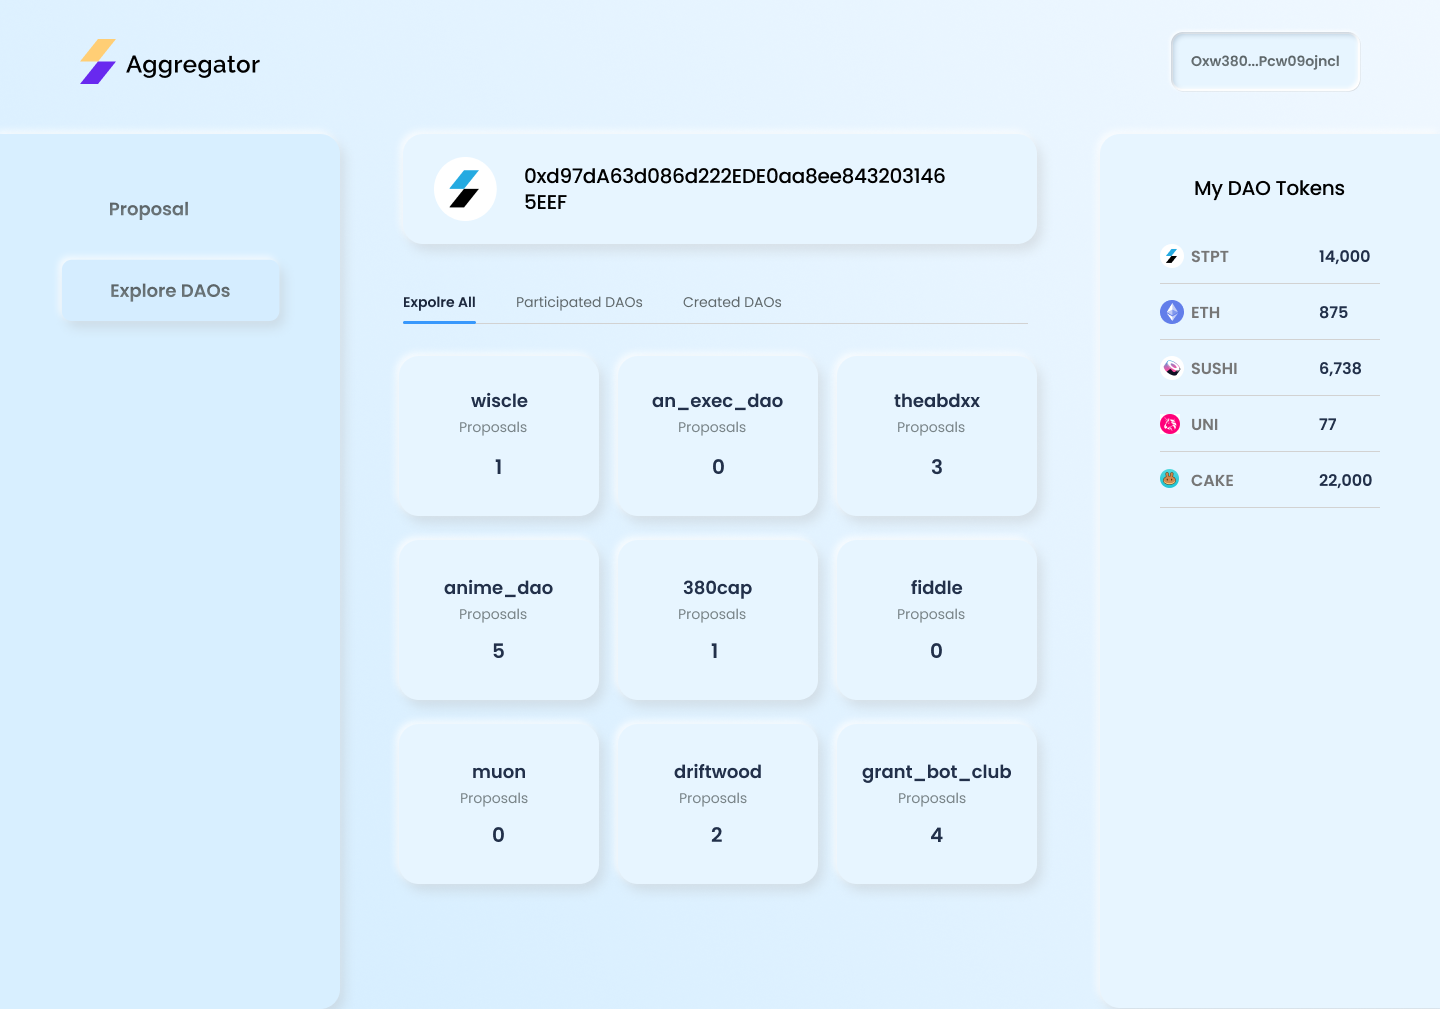 Aggregator
Oxw380...Pcw09ojncl
Proposal
Explore DAOs
0xd97dA63d086d222EDE0aa8ee843203146
5EEF
Expolre All
Participated DAOs
Created DAOs
wiscle
Proposals
1
an_exec_dao
Proposals
0
theabdxx
Proposals
3
anime_dao
Proposals
5
380cap
Proposals
1
fiddle
Proposals
0
muon
Proposals
0
driftwood
Proposals
2
grant_bot_club
Proposals
4
My DAO Tokens
STPT 14,000
ETH 875
SUSHI 6,738
UNI 77
CAKE 22,000